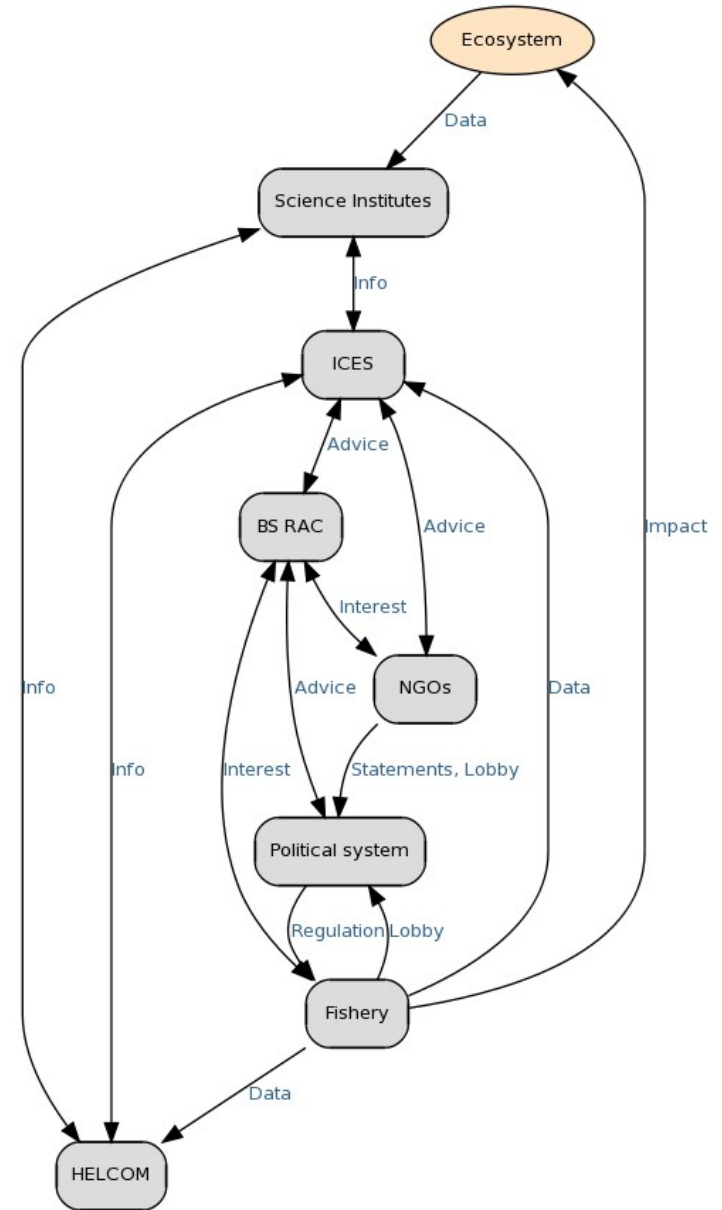 Ecosystem
Data
Science Institutes
Info
ICES
Advice
BS RAC
Advice
Impact
Interest
Info
Advice
NGOs
Data
Info
Interest
Statements, Lobby
Political system
Regulation
Lobby
Fishery
Data
HELCOM